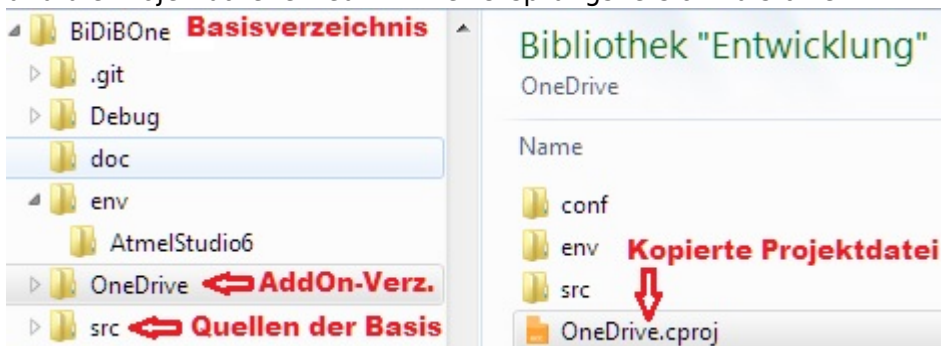 BiDiBOne Basisverzeichnis
.git
Debug
doc
env
AtmelStudio6
OneDrive AddOn-Verz.
src Quellen der Basis
Bibliothek "Entwicklung"
OneDrive
Name
conf
env Kopierte Projektdatei
src
OneDrive.cproj